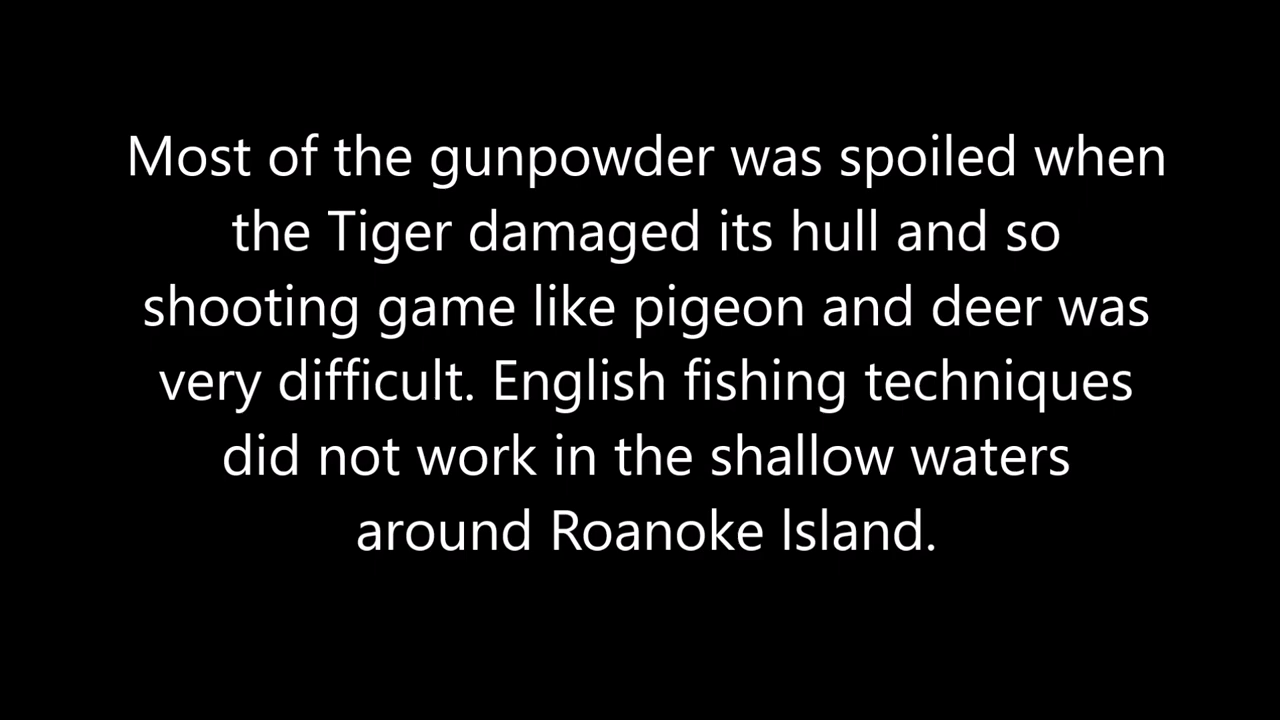 Most of the gunpowder was spoiled when
the Tiger damaged its hull and so
shooting game like pigeon and deer was
very difficult. English fishing techniques
did not work in the shallow waters
around Roanoke Island.